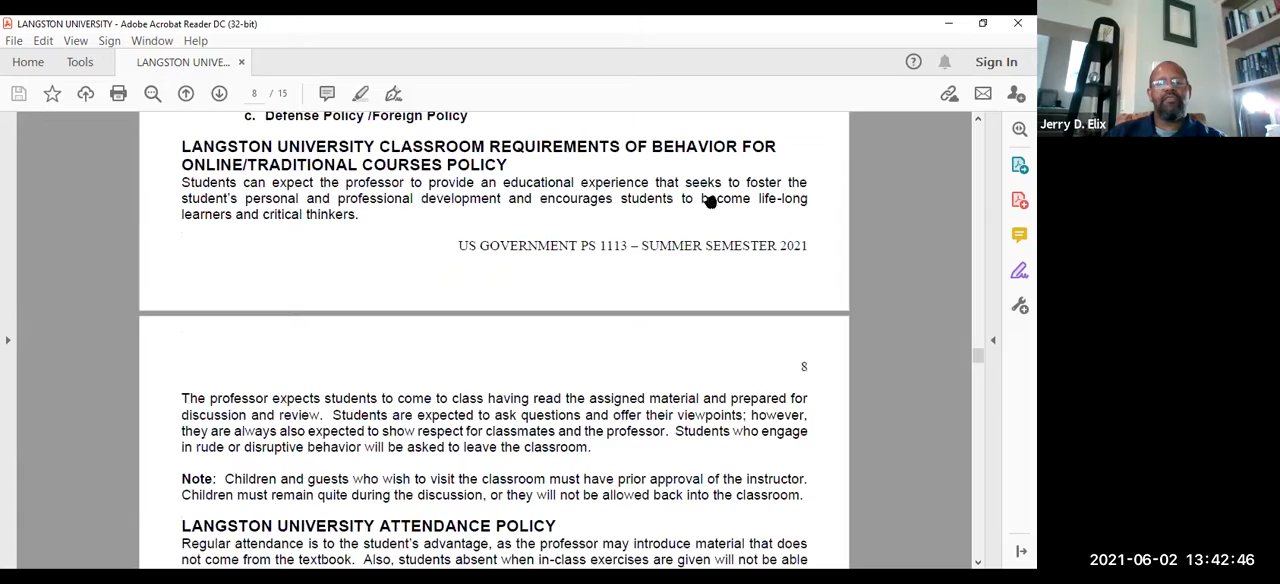 LANGSTON UNIVERSITY - Adobe Acrobat Reader DC (32-bit)
File Edit View Sign Window Help
Home Tools LANGSTON UNIVE... × Sign In
8 / 15
c. Defense Policy /Foreign Policy
LANGSTON UNIVERSITY CLASSROOM REQUIREMENTS OF BEHAVIOR FOR
ONLINE/TRADITIONAL COURSES POLICY
Students can expect the professor to provide an educational experience that seeks to foster the
student's personal and professional development and encourages students to become life-long
learners and critical thinkers.
US GOVERNMENT PS 1113 – SUMMER SEMESTER 2021
8
The professor expects students to come to class having read the assigned material and prepared for
discussion and review. Students are expected to ask questions and offer their viewpoints; however,
they are always also expected to show respect for classmates and the professor. Students who engage
in rude or disruptive behavior will be asked to leave the classroom.
Note: Children and guests who wish to visit the classroom must have prior approval of the instructor.
Children must remain quite during the discussion, or they will not be allowed back into the classroom.
LANGSTON UNIVERSITY ATTENDANCE POLICY
Regular attendance is to the student's advantage, as the professor may introduce material that does
not come from the textbook. Also, students absent when in-class exercises are given will not be able
Jerry D. Elix
2021-06-02 13:42:46